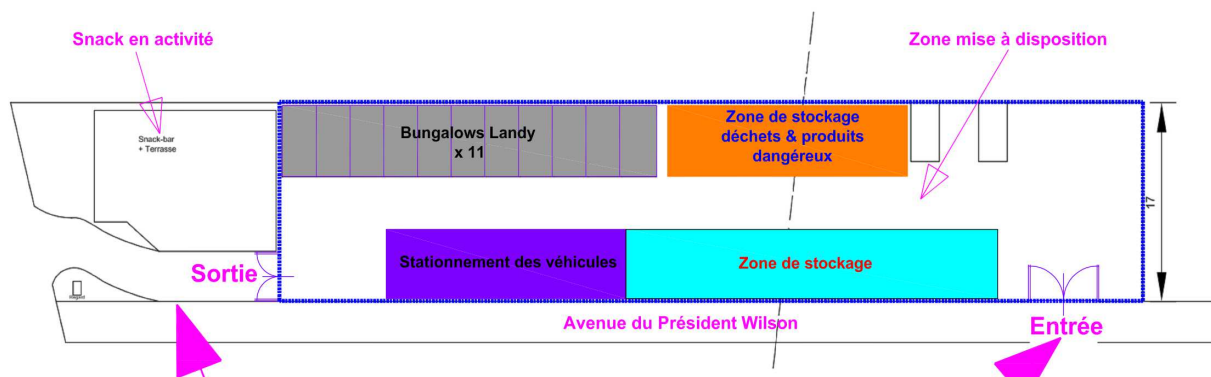 Snack en activité
Zone mise à disposition
Snack-bar
+ Terrasse
Bungalows Landy
x 11
Zone de stockage
déchets & produits
dangéreux
17
Sortie
Stationnement des véhicules
Zone de stockage
Avenue du Président Wilson
Entrée